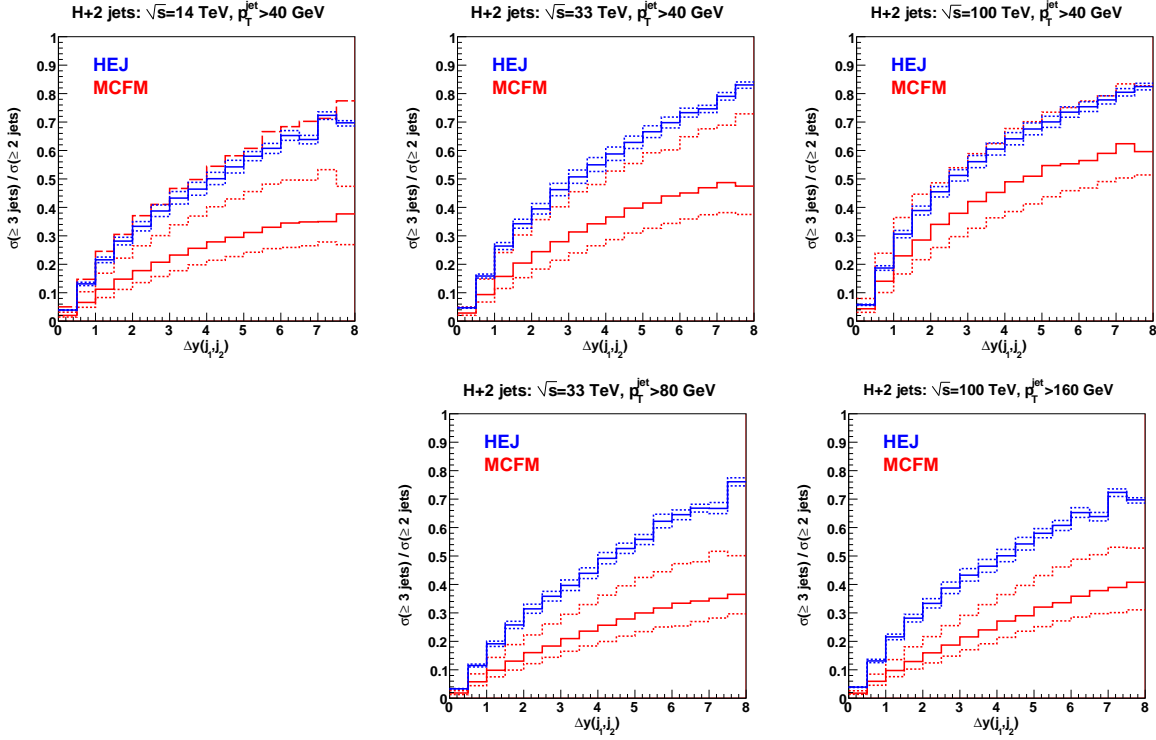 H+2 jets: √s=14 TeV, p_T^jet>40 GeV
H+2 jets: √s=33 TeV, p_T^jet>40 GeV
H+2 jets: √s=100 TeV, p_T^jet>40 GeV
σ(≥ 3 jets) / σ(≥ 2 jets)
1
0.9
0.8
0.7
0.6
0.5
0.4
0.3
0.2
0.1
0
HEJ
MCFM
0 1 2 3 4 5 6 7 8
Δy(j_1,j_2)
σ(≥ 3 jets) / σ(≥ 2 jets)
1
0.9
0.8
0.7
0.6
0.5
0.4
0.3
0.2
0.1
0
HEJ
MCFM
0 1 2 3 4 5 6 7 8
Δy(j_1,j_2)
σ(≥ 3 jets) / σ(≥ 2 jets)
1
0.9
0.8
0.7
0.6
0.5
0.4
0.3
0.2
0.1
0
HEJ
MCFM
0 1 2 3 4 5 6 7 8
Δy(j_1,j_2)
H+2 jets: √s=33 TeV, p_T^jet>80 GeV
H+2 jets: √s=100 TeV, p_T^jet>160 GeV
σ(≥ 3 jets) / σ(≥ 2 jets)
1
0.9
0.8
0.7
0.6
0.5
0.4
0.3
0.2
0.1
0
HEJ
MCFM
0 1 2 3 4 5 6 7 8
Δy(j_1,j_2)
σ(≥ 3 jets) / σ(≥ 2 jets)
1
0.9
0.8
0.7
0.6
0.5
0.4
0.3
0.2
0.1
0
HEJ
MCFM
0 1 2 3 4 5 6 7 8
Δy(j_1,j_2)